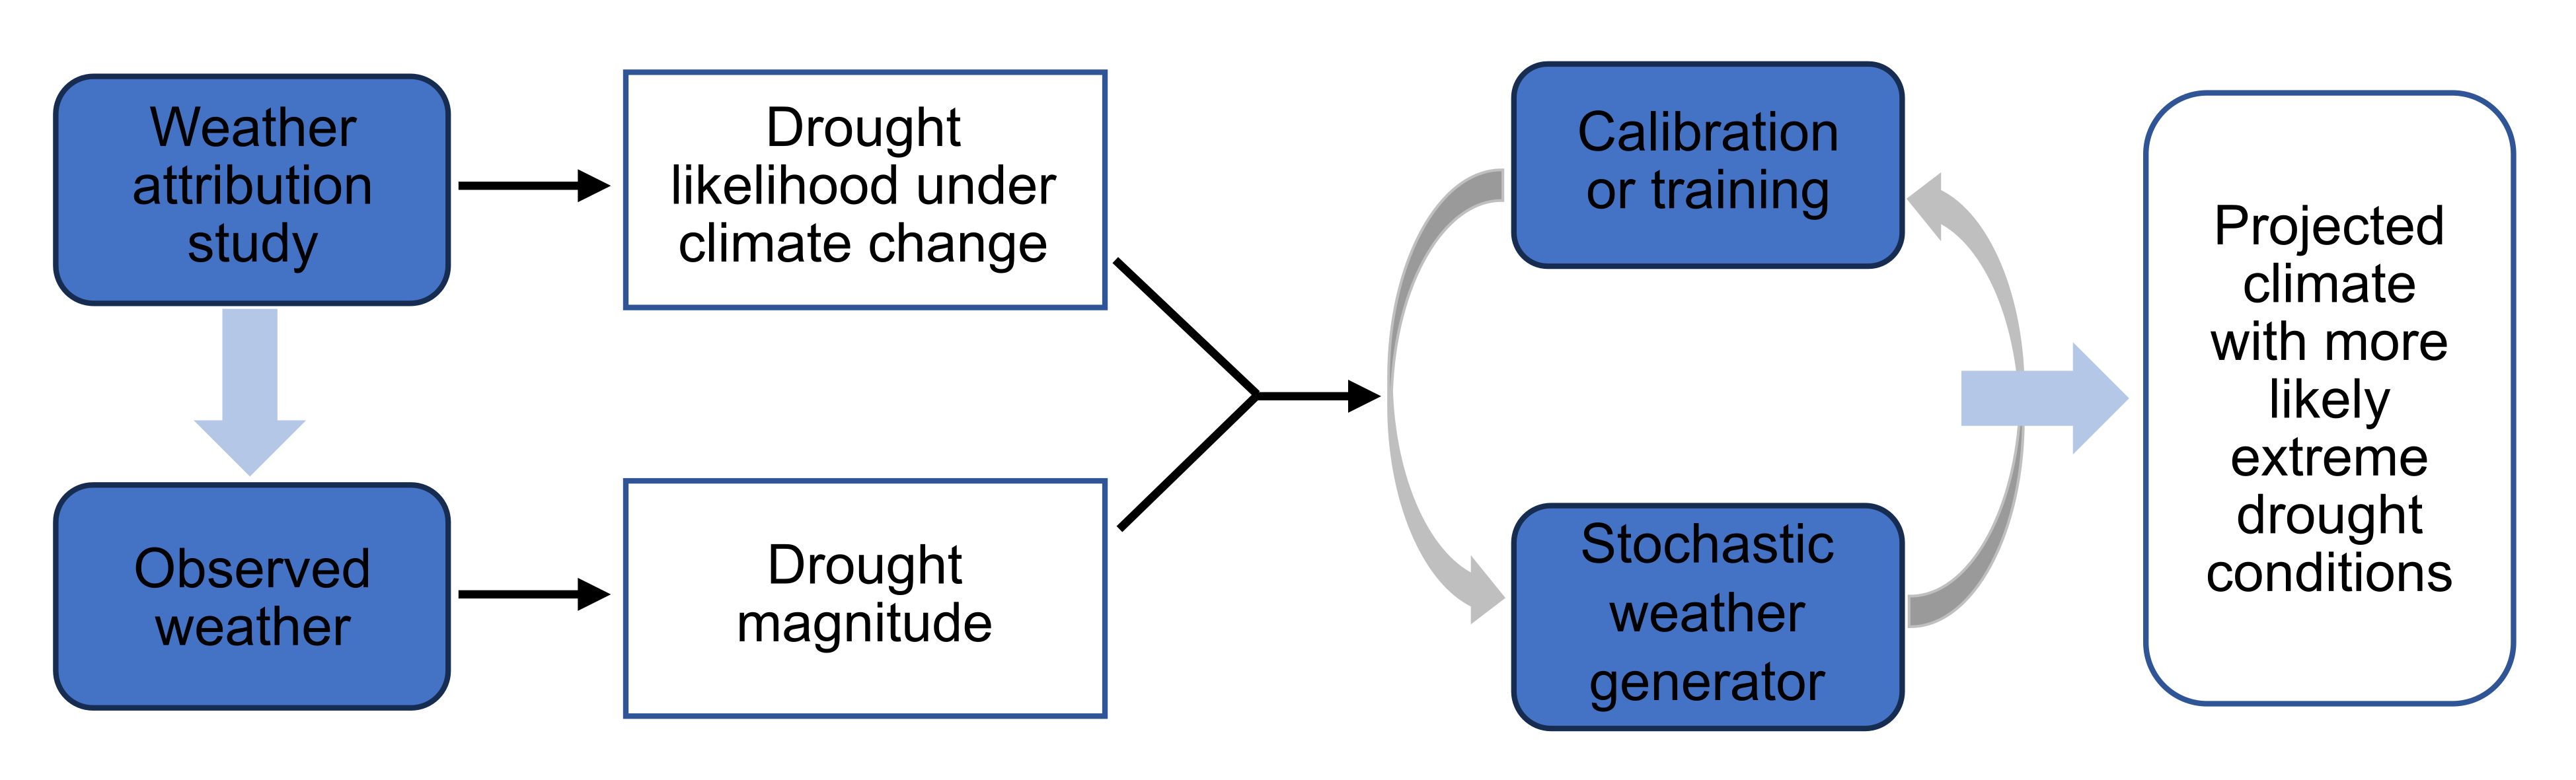 Weather
attribution
study
Drought
likelihood under
climate change
Observed
weather
Drought
magnitude
Calibration
or training
Stochastic
weather
generator
Projected
climate
with more
likely
extreme
drought
conditions